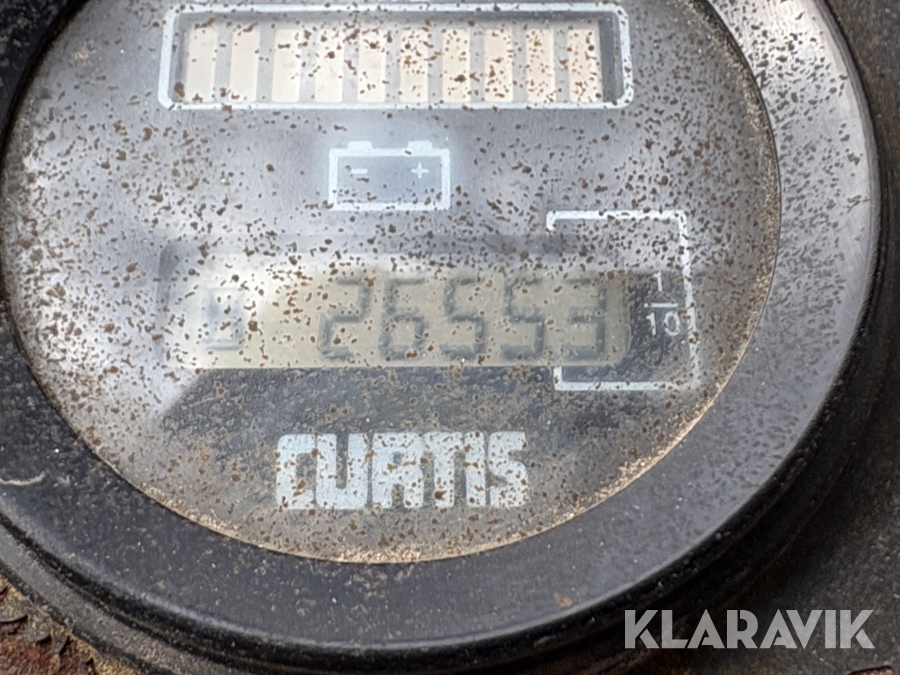 - +
26553
1
10
CURTIS
KLARAVIK